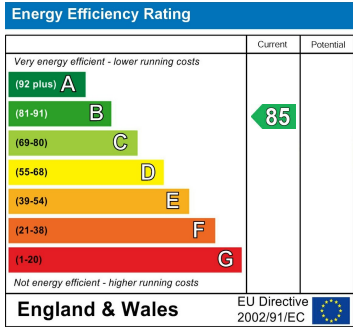 Energy Efficiency Rating
Current Potential
Very energy efficient - lower running costs
(92 plus) A
(81-91) B
85
(69-80) C
(55-68) D
(39-54) E
(21-38) F
(1-20) G
Not energy efficient - higher running costs
England & Wales
EU Directive
2002/91/EC